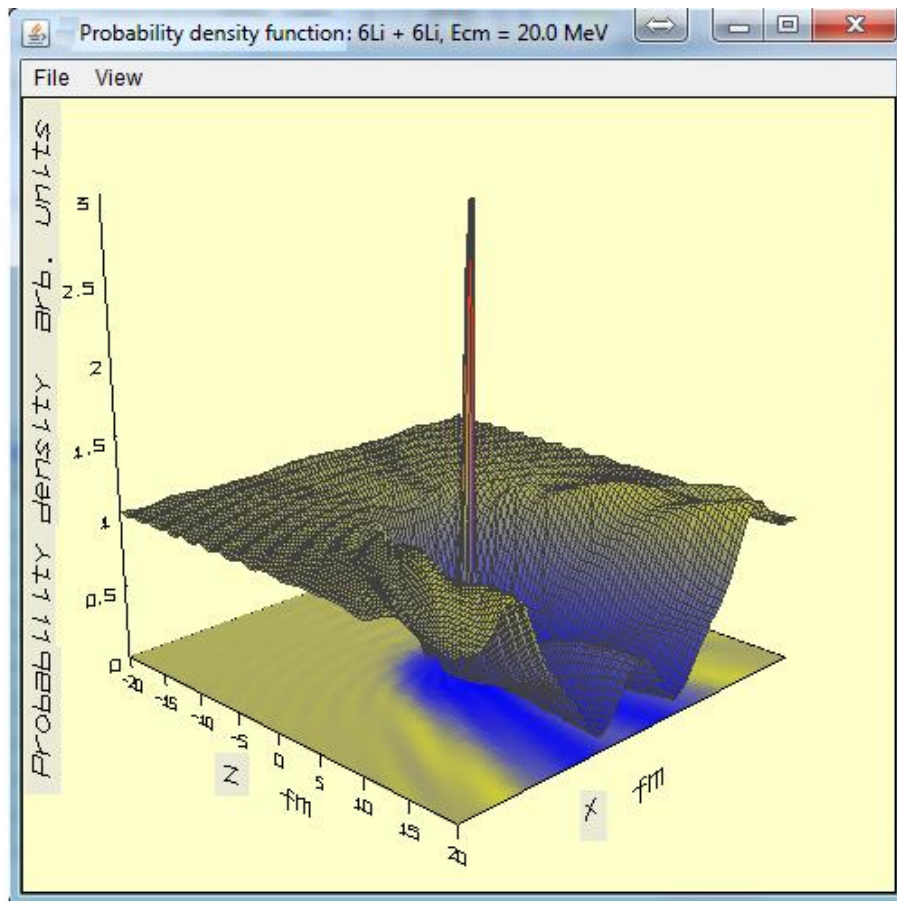 Probability density function: 6Li + 6Li, Ecm = 20.0 MeV
File View
Probability density arb. units
3
2.5
2
1.5
1
0.5
0
-20
-15
-10
-5
0
5
10
15
20
Z
fm
X
fm